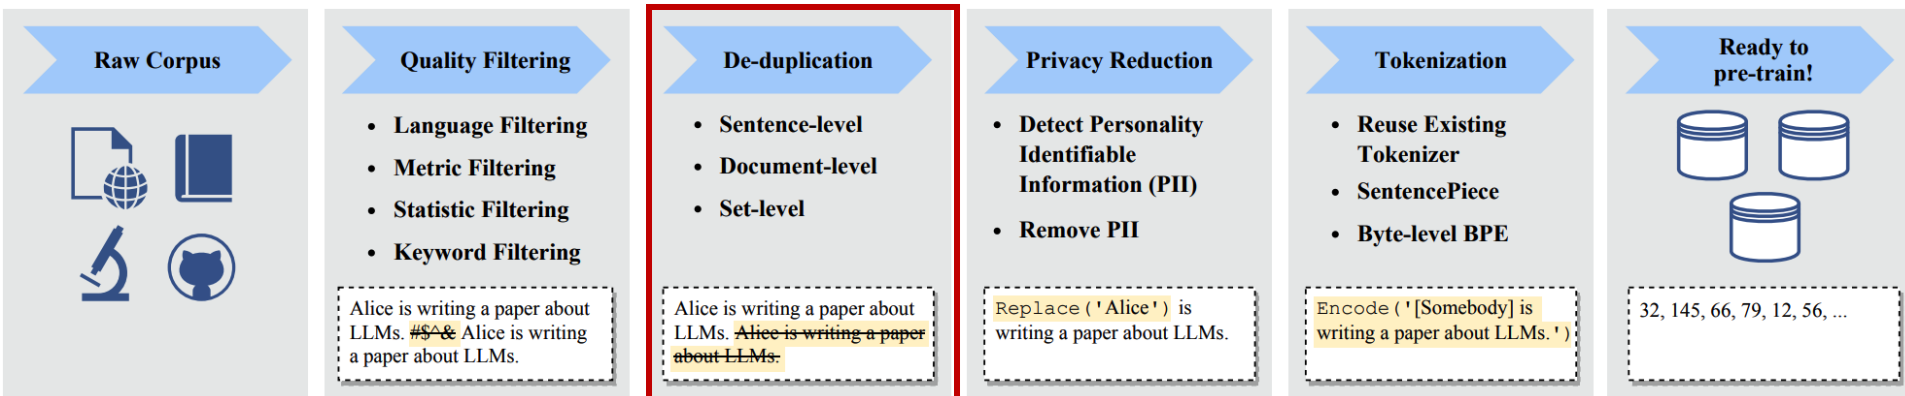 Raw Corpus
Quality Filtering
• Language Filtering
• Metric Filtering
• Statistic Filtering
• Keyword Filtering
Alice is writing a paper about
LLMs. #$^& Alice is writing
a paper about LLMs.
De-duplication
• Sentence-level
• Document-level
• Set-level
Alice is writing a paper about
LLMs. Alice is writing a paper
about LLMs.
Privacy Reduction
• Detect Personality
Identifiable
Information (PII)
• Remove PII
Replace('Alice') is
writing a paper about LLMs.
Tokenization
• Reuse Existing
Tokenizer
• SentencePiece
• Byte-level BPE
Encode('[Somebody] is
writing a paper about LLMs.')
Ready to
pre-train!
32, 145, 66, 79, 12, 56, ...